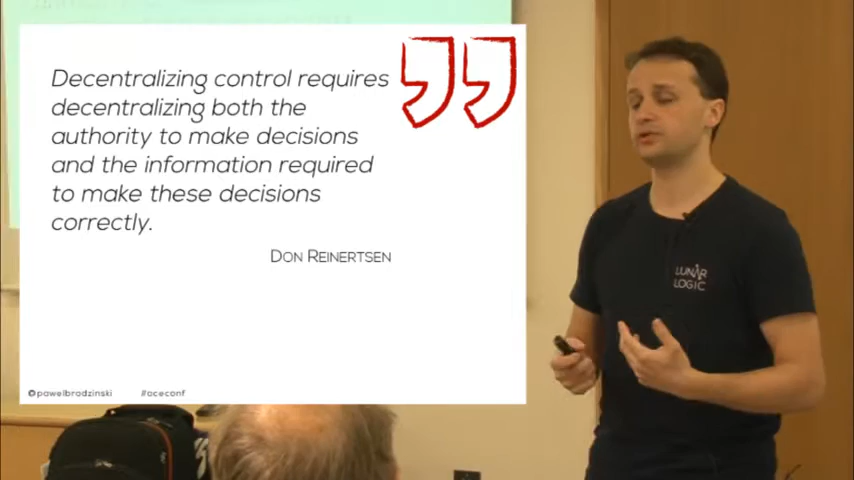 Decentralizing control requires
decentralizing both the
authority to make decisions
and the information required
to make these decisions
correctly.
Don Reinertsen
@pawelbrodzinski #aceconf
LUNAR
LOGIC